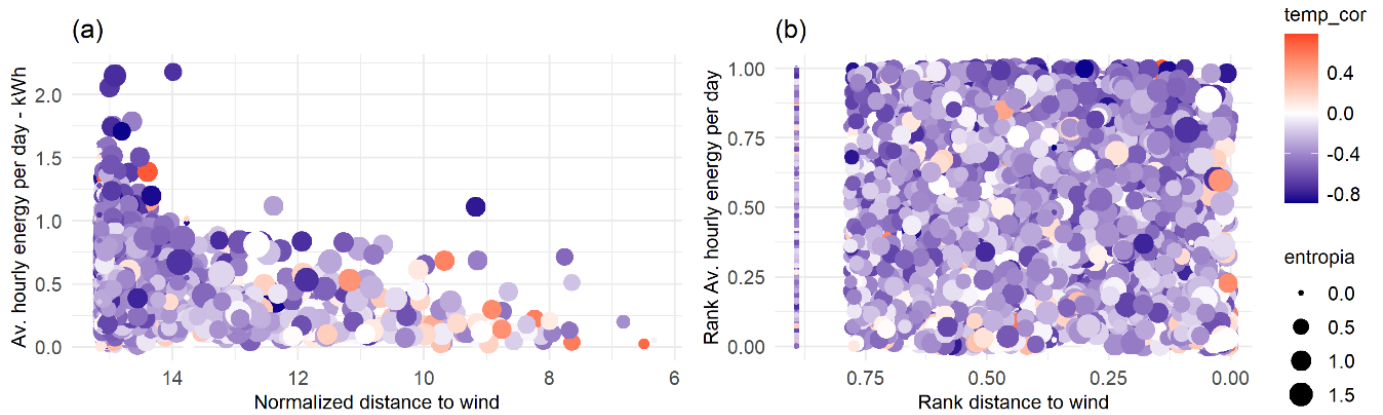 (a)
Av. hourly energy per day - kWh
2.0
1.5
1.0
0.5
0.0
14 12 10 8 6
Normalized distance to wind
(b)
Rank Av. hourly energy per day
1.00
0.75
0.50
0.25
0.00
0.75 0.50 0.25 0.00
Rank distance to wind
temp_cor
0.4
0.0
-0.4
-0.8
entropia
0.0
0.5
1.0
1.5